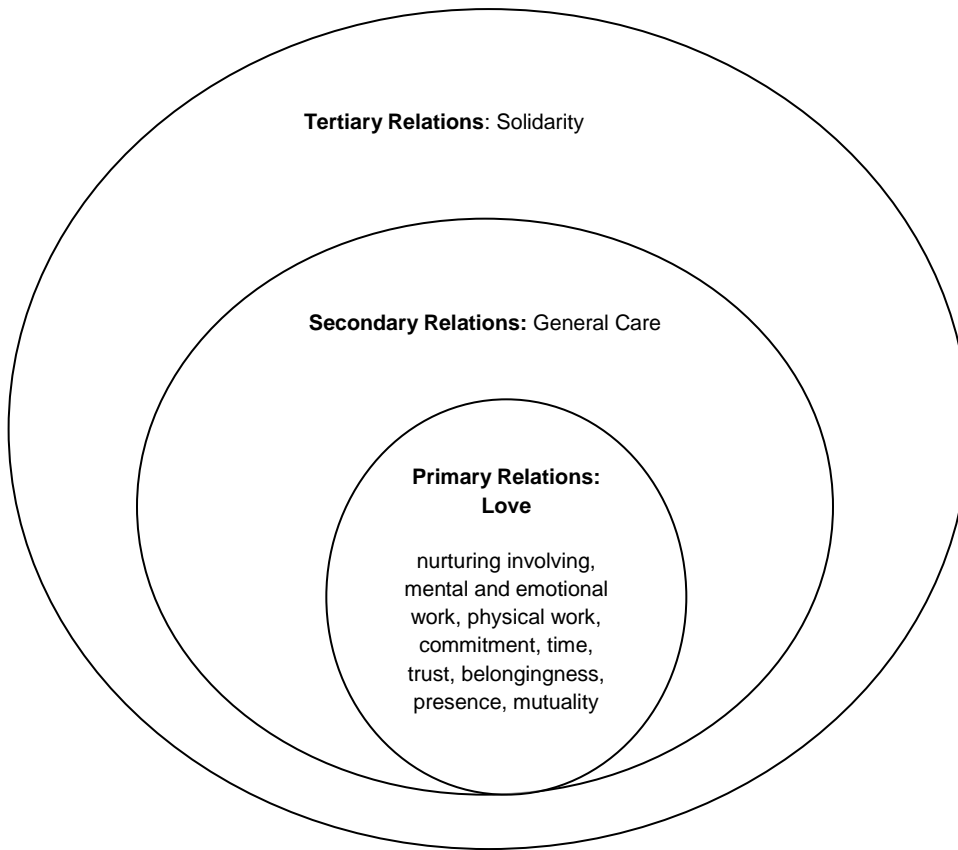 Tertiary Relations: Solidarity
Secondary Relations: General Care
Primary Relations:
Love
nurturing involving,
mental and emotional
work, physical work,
commitment, time,
trust, belongingness,
presence, mutuality